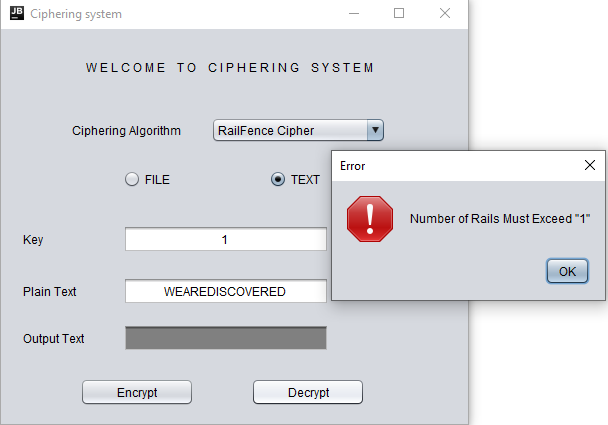 JB
Ciphering system
WELCOME TO CIPHERING SYSTEM
Ciphering Algorithm RailFence Cipher
FILE TEXT
Error
Number of Rails Must Exceed "1"
OK
Key 1
Plain Text WEAREDISCOVERED
Output Text
Encrypt Decrypt